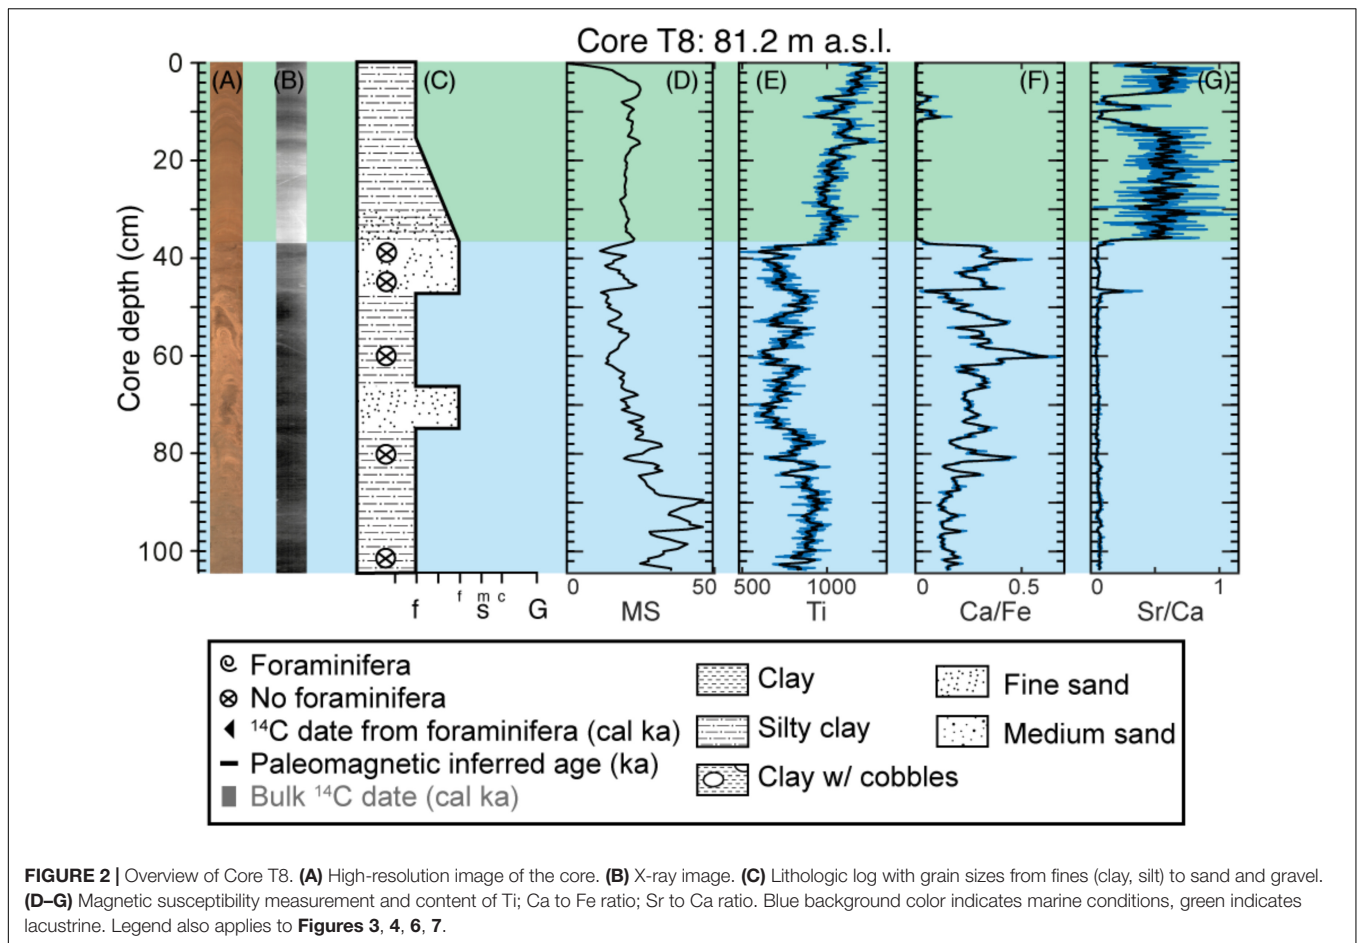 Core T8: 81.2 m a.s.l.
(A) (B) (C) (D) (E) (F) (G)
Core depth (cm)
0
20
40
60
80
100
f f m c
S G
0 50
MS
500 1000
Ti
0 0.5
Ca/Fe
0 1
Sr/Ca
Foraminifera
No foraminifera
¹⁴C date from foraminifera (cal ka)
Paleomagnetic inferred age (ka)
Bulk ¹⁴C date (cal ka)
Clay
Silty clay
Clay w/ cobbles
Fine sand
Medium sand
FIGURE 2 | Overview of Core T8. (A) High-resolution image of the core. (B) X-ray image. (C) Lithologic log with grain sizes from fines (clay, silt) to sand and gravel.
(D–G) Magnetic susceptibility measurement and content of Ti; Ca to Fe ratio; Sr to Ca ratio. Blue background color indicates marine conditions, green indicates
lacustrine. Legend also applies to Figures 3, 4, 6, 7.